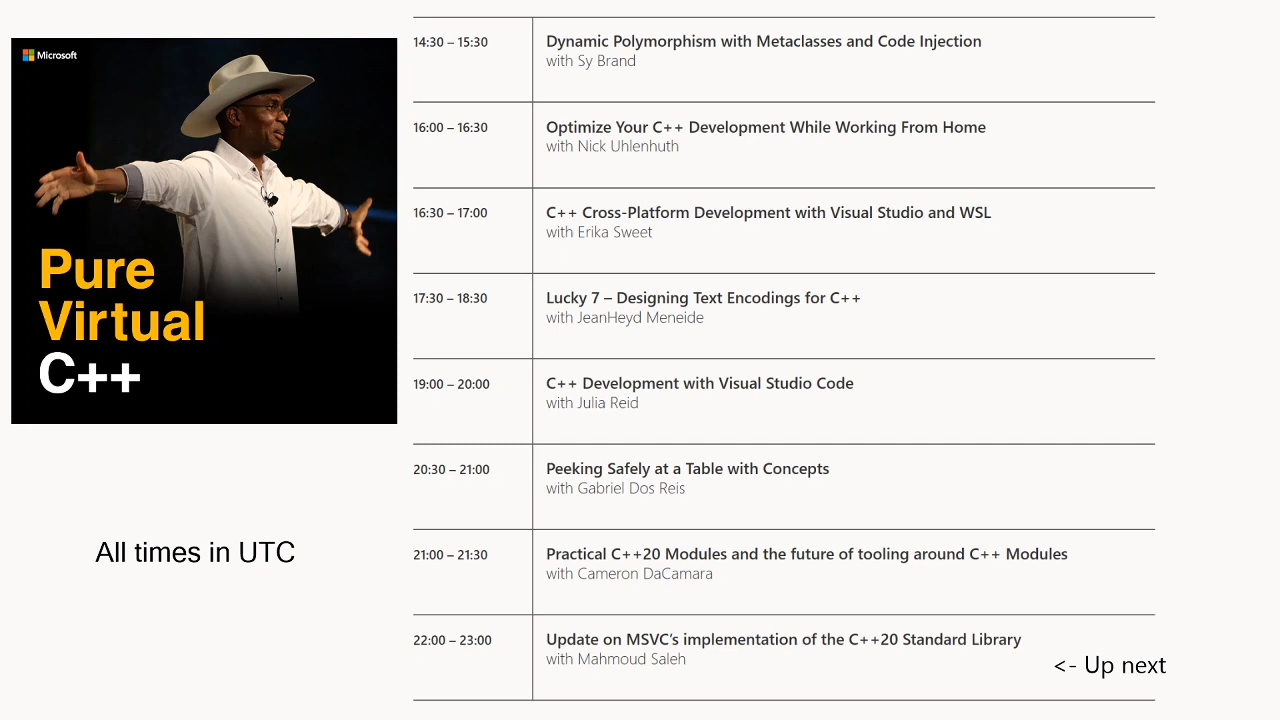 Microsoft
Pure
Virtual
C++
All times in UTC
14:30 – 15:30
Dynamic Polymorphism with Metaclasses and Code Injection
with Sy Brand
16:00 – 16:30
Optimize Your C++ Development While Working From Home
with Nick Uhlenhuth
16:30 – 17:00
C++ Cross-Platform Development with Visual Studio and WSL
with Erika Sweet
17:30 – 18:30
Lucky 7 – Designing Text Encodings for C++
with JeanHeyd Meneide
19:00 – 20:00
C++ Development with Visual Studio Code
with Julia Reid
20:30 – 21:00
Peeking Safely at a Table with Concepts
with Gabriel Dos Reis
21:00 – 21:30
Practical C++20 Modules and the future of tooling around C++ Modules
with Cameron DaCamara
22:00 – 23:00
Update on MSVC’s implementation of the C++20 Standard Library
with Mahmoud Saleh
<- Up next